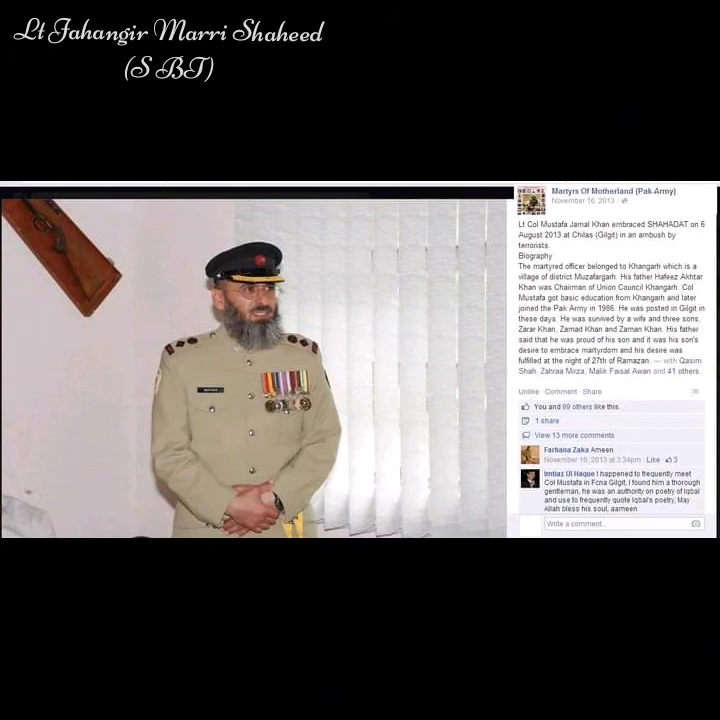 Lt Jahangir Marri Shaheed
(S BT)
Martyrs Of Motherland (Pak-Army)
November 16, 2013 ·
Lt Col Mustafa Jamal Khan embraced SHAHADAT on 6
August 2013 at Chilas (Gilgit) in an ambush by
terrorists.
Biography
The martyred officer belonged to Khangarh which is a
village of district Muzafargarh. His father Hafeez Akhtar
Khan was Chairman of Union Council Khangarh. Col
Mustafa got basic education from Khangarh and later
joined the Pak Army in 1986. He was posted in Gilgit in
these days. He was survived by a wife and three sons,
Zarar Khan, Zamad Khan and Zaman Khan. His father
said that he was proud of his son and it was his son's
desire to embrace martyrdom and his desire was
fulfilled at the night of 27th of Ramazan. — with Qasim
Shah, Zahraa Mirza, Malik Faisal Awan and 41 others.
Unlike · Comment · Share
You and 99 others like this.
1 share
View 13 more comments
Farhana Zaka Ameen
November 16, 2013 at 3:34pm · Like · 3
Imtiaz Ul Haque I happened to frequently meet
Col Mustafa in Fcna Gilgit, I found him a thorough
gentleman, he was an authority on poetry of Iqbal
and use to frequently quote Iqbal's poetry, May
Allah bless his soul, aameen
Write a comment...